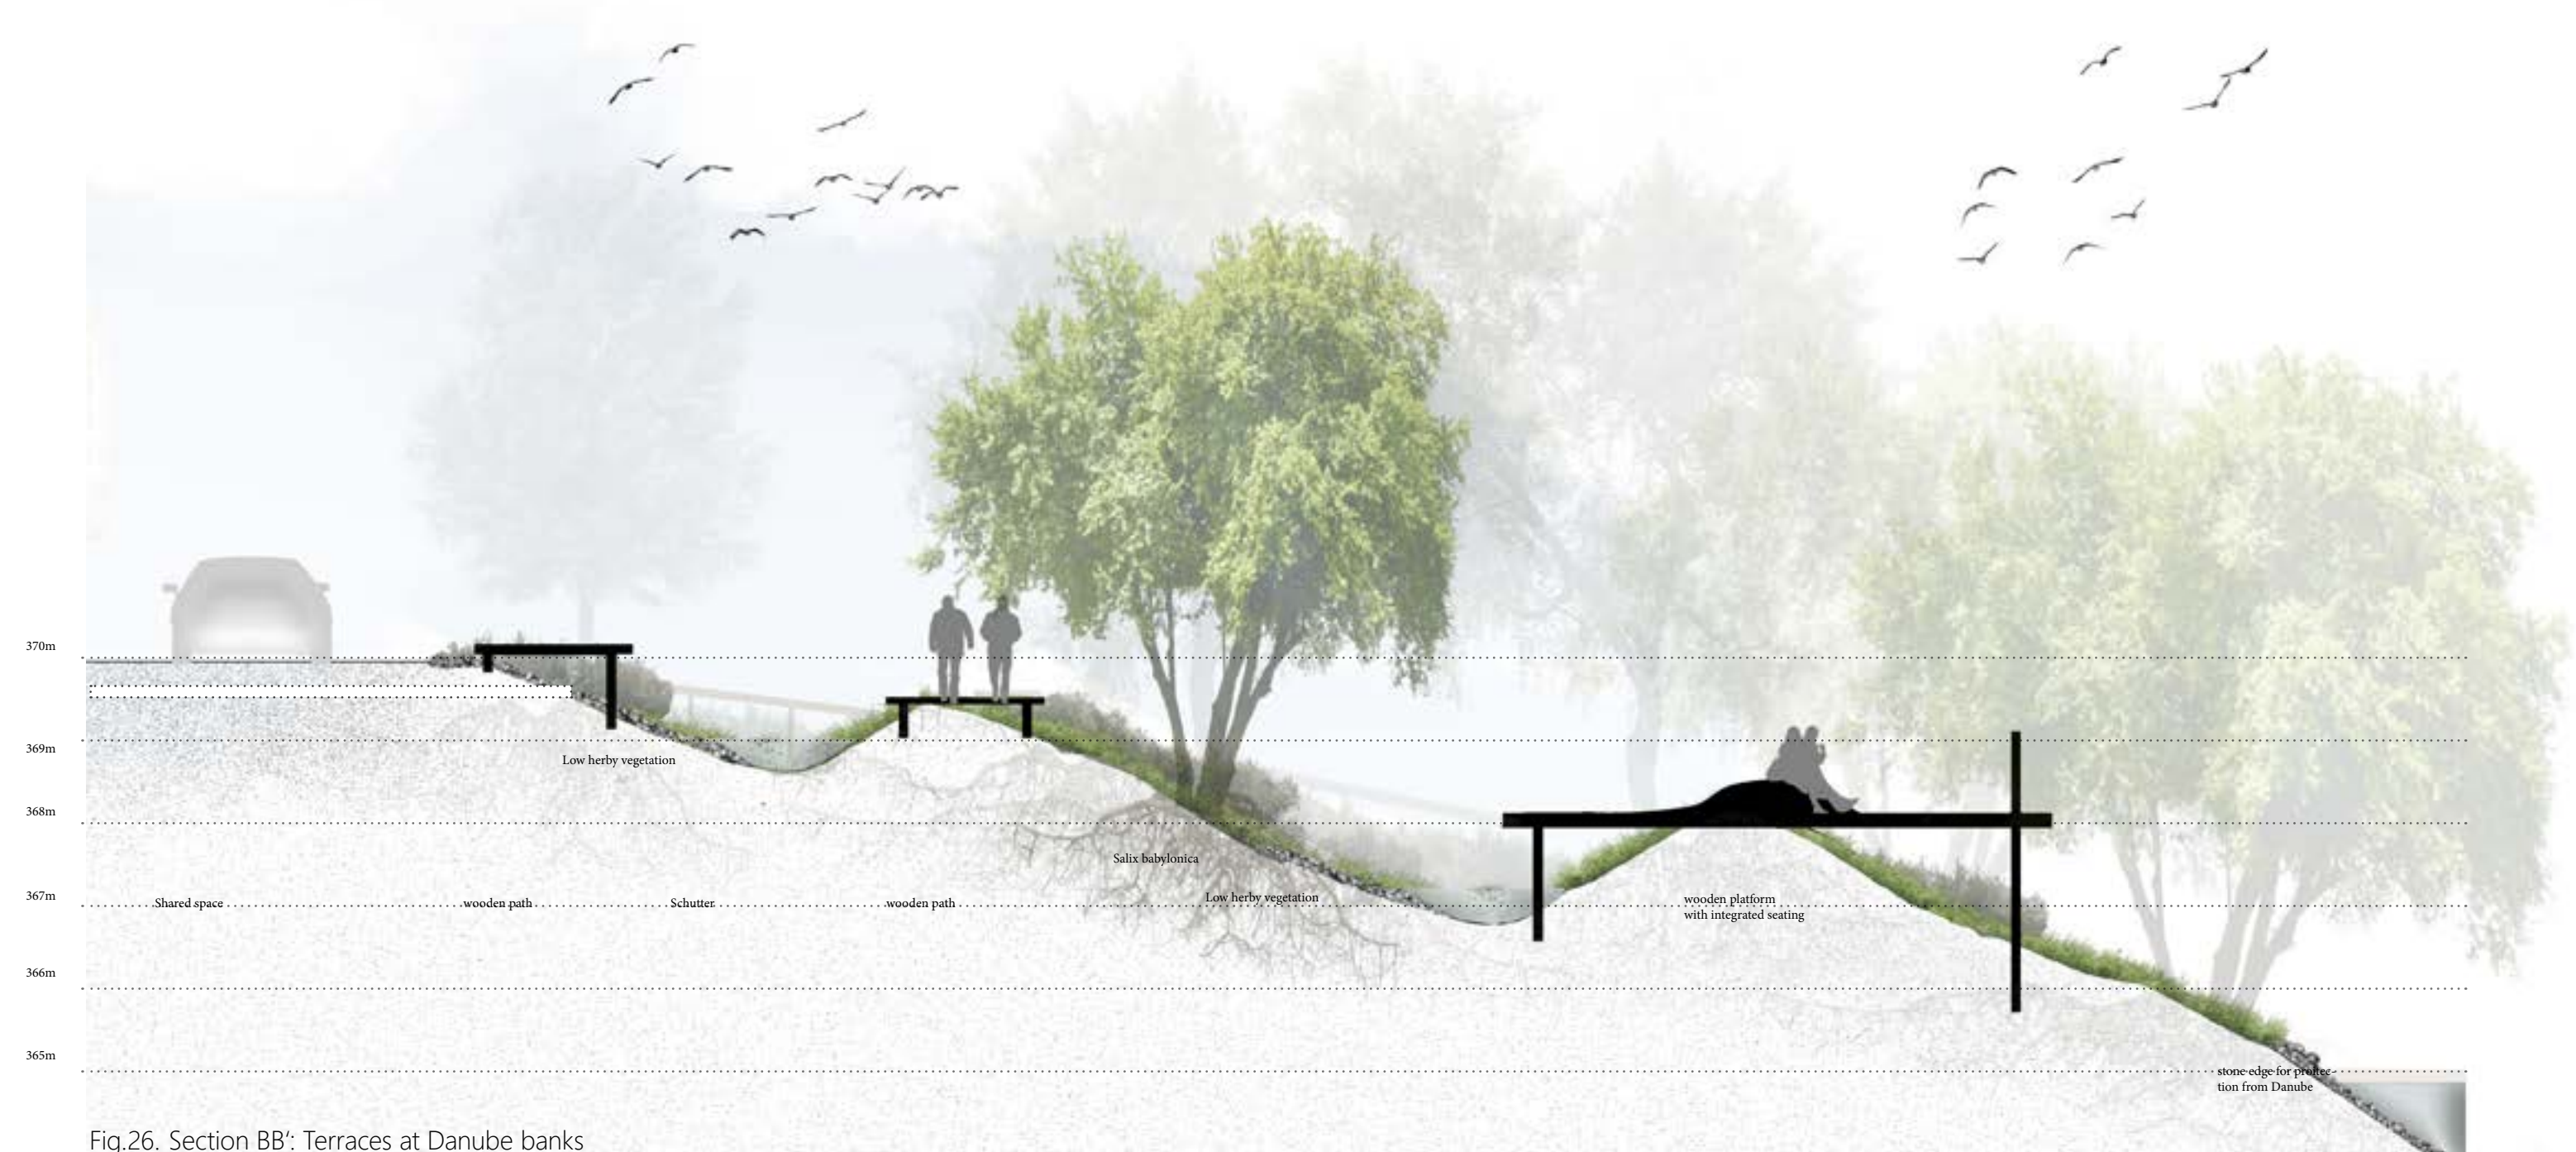 370m
369m
Low herby vegetation
368m
Salix babylonica
367m
Shared space
wooden path
Schutter
wooden path
Low herby vegetation
wooden platform
with integrated seating
366m
365m
stone edge for protec-
tion from Danube
Fig.26. Section BB': Terraces at Danube banks